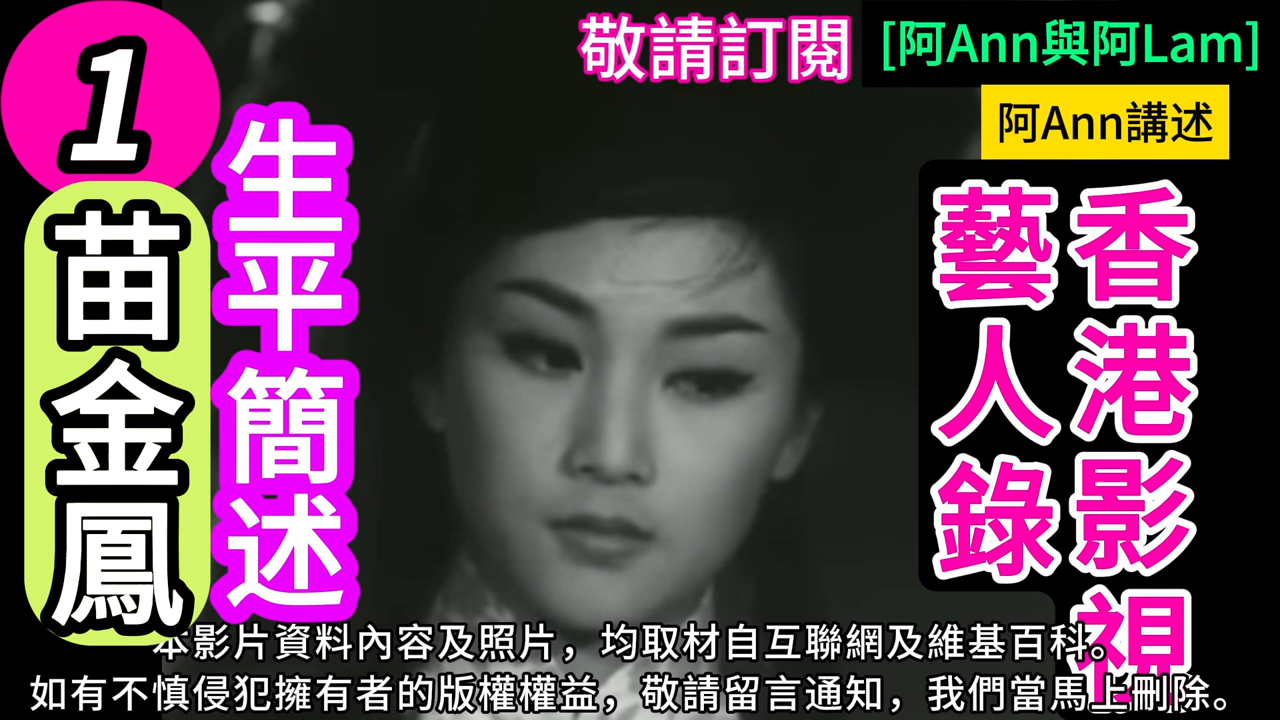 1
苗金鳳
生平簡述
敬請訂閱
[阿Ann與阿Lam]
阿Ann講述
香港影視
藝人錄
本影片資料內容及照片，均取材自互聯網及維基百科。
如有不慎侵犯擁有者的版權權益，敬請留言通知，我們當馬上刪除。